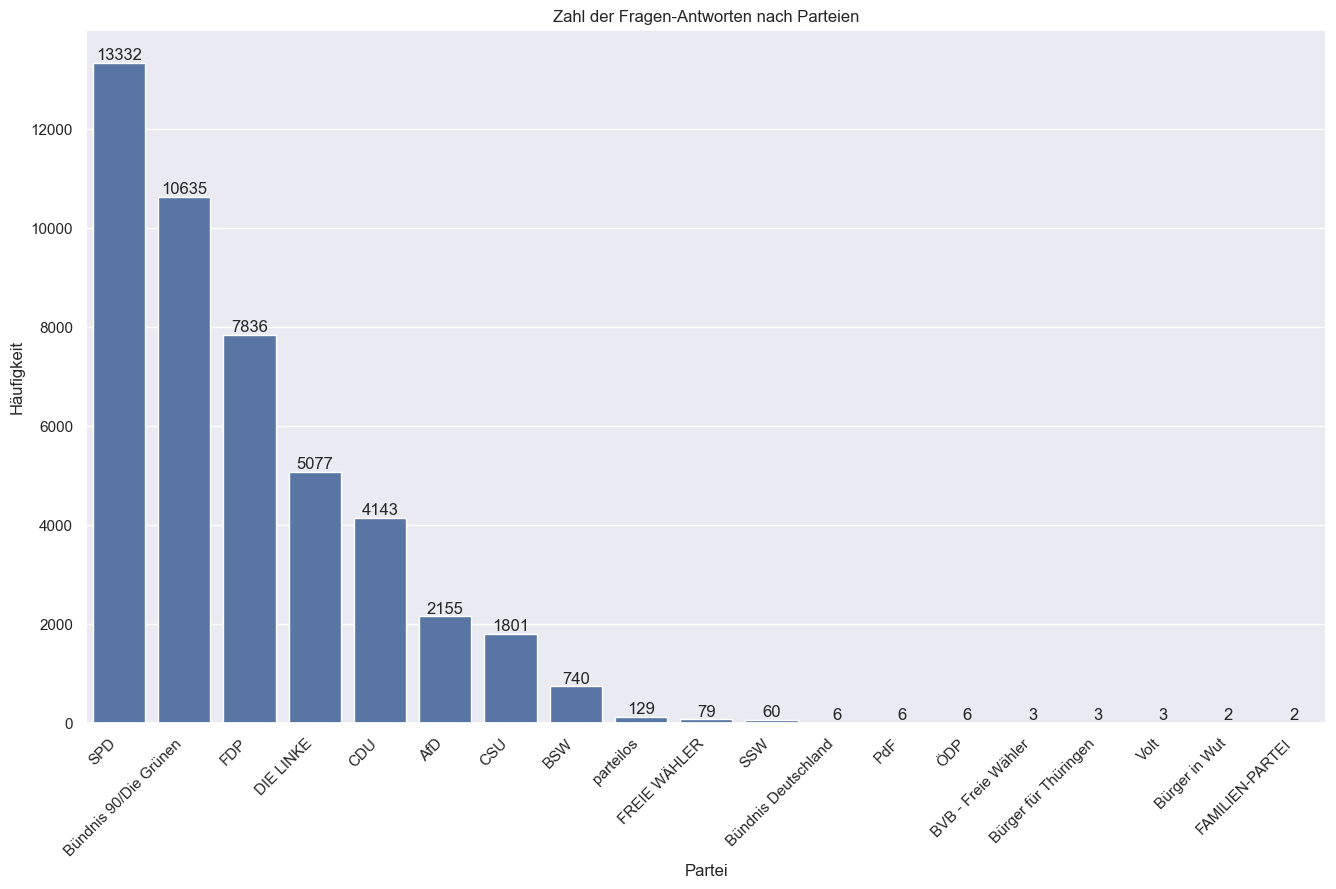 Zahl der Fragen-Antworten nach Parteien
13332
12000
10635
10000
8000
7836
6000
5077
4143
4000
2155
2000
1801
740
129
79
60
6
6
6
3
3
3
2
2
0
Häufigkeit
SPD
Bündnis 90/Die Grünen
FDP
DIE LINKE
CDU
AfD
CSU
BSW
parteilos
FREIE WÄHLER
SSW
Bündnis Deutschland
PdF
ÖDP
BVB - Freie Wähler
Bürger für Thüringen
Volt
Bürger in Wut
FAMILIEN-PARTEI
Partei